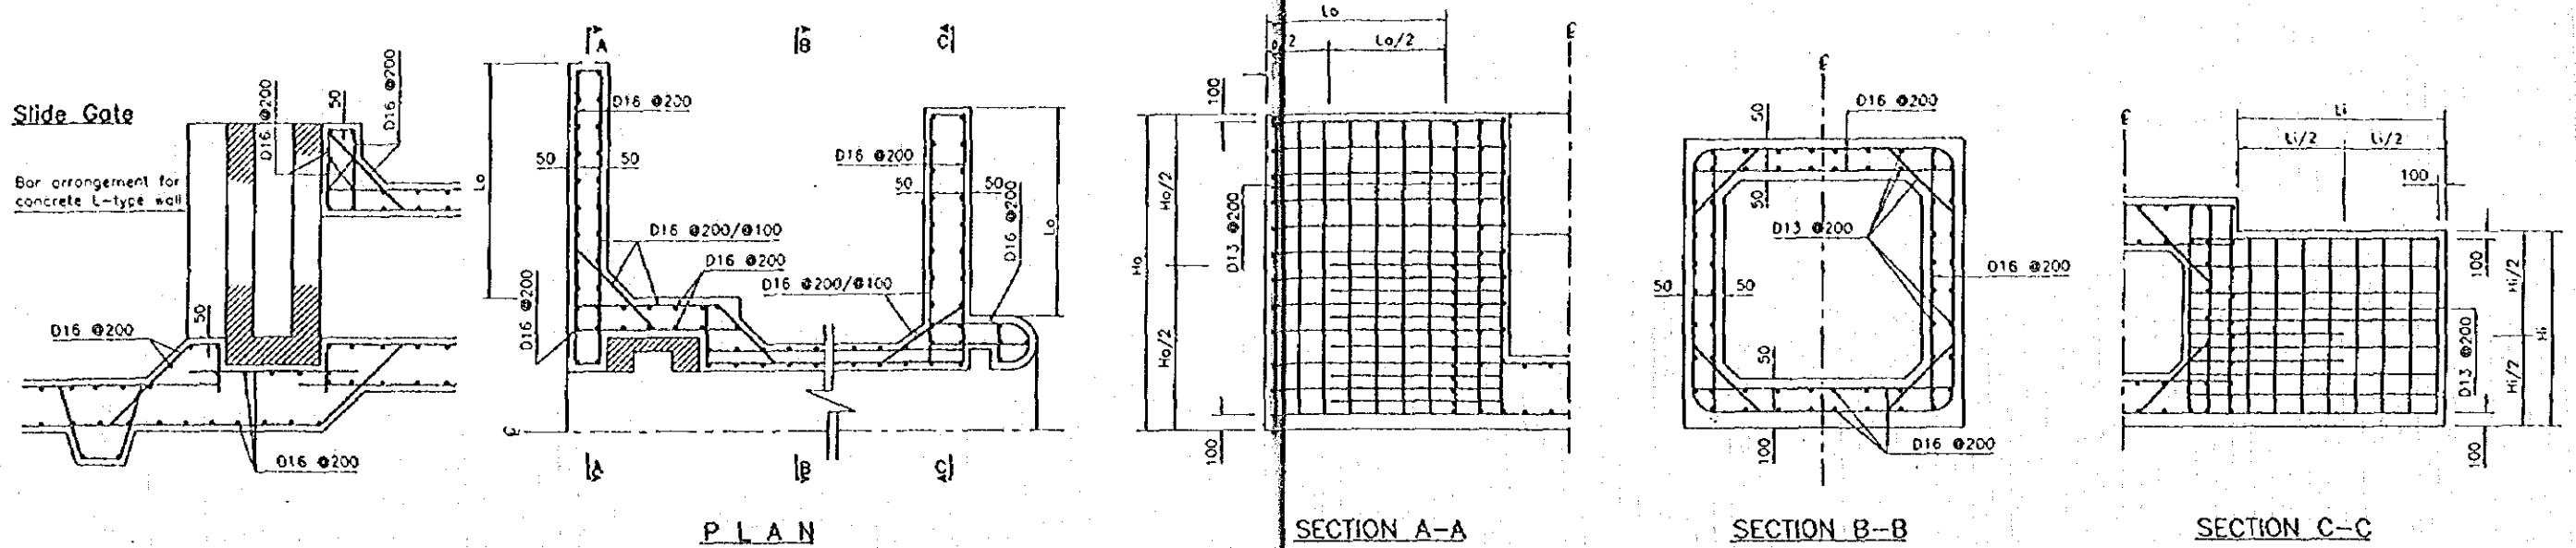 Slide Gate
Bar arrangement for
concrete L-type wall
D16 @200
50
D16 @200
50
D16 @200
D16 @200
A
B
C
Lo
D16 @200
50
50
D16 @200/@100
D16 @200
D16 @200
D16 @200
50
50
D16 @200
D16 @200/@100
Lo
A
B
C
PLAN
Lo
2
Lo/2
100
Ho/2
Ho
D13 @200
Ho/2
100
SECTION A-A
50
D16 @200
50
D13 @200
D16 @200
50
50
50
D16 @200
100
SECTION B-B
Li
Li/2
Li/2
100
100
Hi/2
Hi
D13 @200
Hi/2
100
SECTION C-C